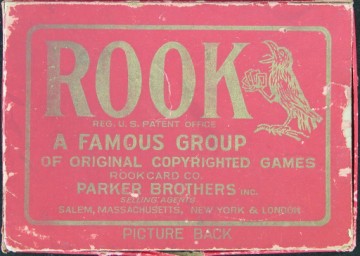 ROOK
REG. U. S. PATENT OFFICE
A FAMOUS GROUP
OF ORIGINAL COPYRIGHTED GAMES
ROOK CARD CO.
PARKER BROTHERS INC.
SELLING AGENTS
SALEM, MASSACHUSETTS, NEW YORK & LONDON
PICTURE BACK